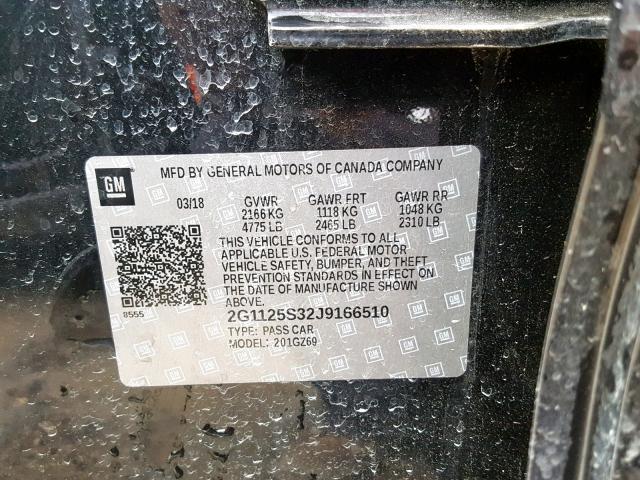 MFD BY GENERAL MOTORS OF CANADA COMPANY
GM
03/18 GVWR GAWR FRT GAWR RR
2166 KG 1118 KG 1048 KG
4775 LB 2465 LB 2310 LB
THIS VEHICLE CONFORMS TO ALL
APPLICABLE U.S. FEDERAL MOTOR
VEHICLE SAFETY, BUMPER, AND THEFT
PREVENTION STANDARDS IN EFFECT ON
THE DATE OF MANUFACTURE SHOWN
ABOVE.
8555
2G1125S32J9166510
TYPE: PASS CAR
MODEL: 201GZ69